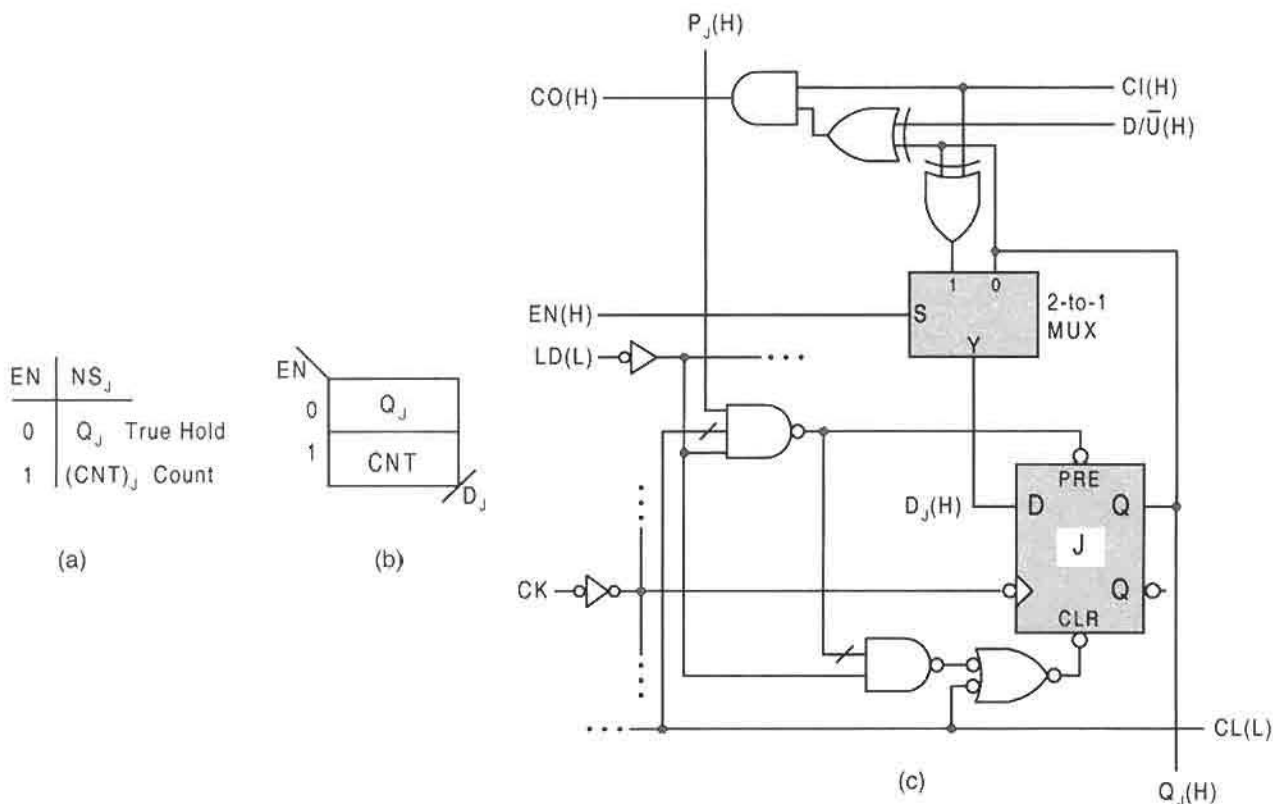 P_J(H)
CO(H)
CI(H)
D/U̅(H)
1 0
2-to-1
MUX
S
Y
EN(H)
LD(L)
EN NS_J
0 Q_J True Hold
1 (CNT)_J Count
(a)
EN
0 Q_J
1 CNT
D_J
(b)
PRE
D_J(H)
D Q
J
CK
Q
CLR
CL(L)
(c)
Q_J(H)